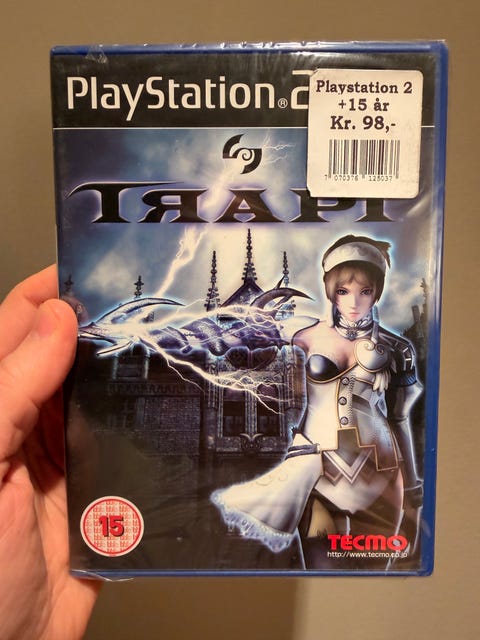 PlayStation®2
Playstation 2
+15 år
Kr. 98,-
7 070376 125037
TRAPT
15
TECMO
http://www.tecmo.co.jp